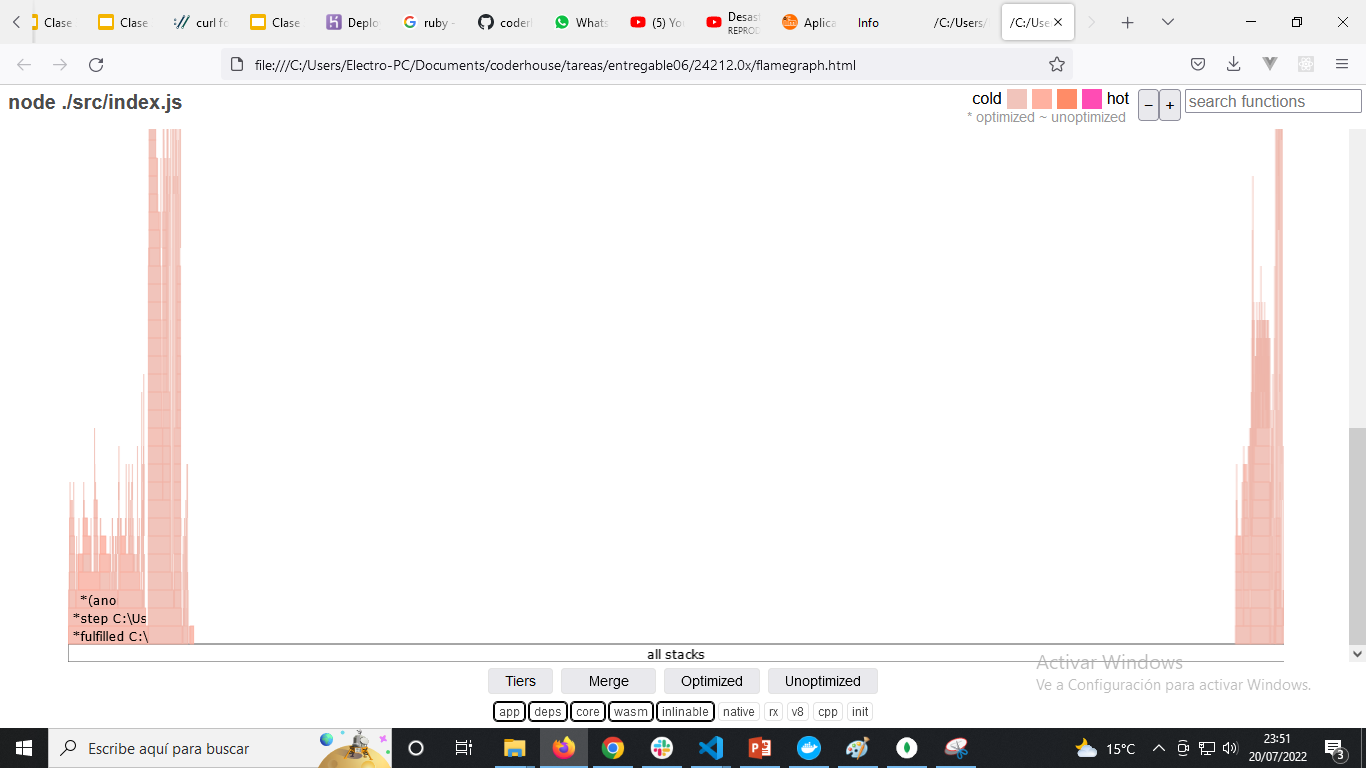 Clase
Clase
curl fo
Clase
Deplo
ruby -
coderh
Whats
(5) Yo
Desas
REPROD
Aplica
Info
/C:/Users/
/C:/Use
file:///C:/Users/Electro-PC/Documents/coderhouse/tareas/entregable06/24212.0x/flamegraph.html
node ./src/index.js
cold
hot
* optimized ~ unoptimized
−
+
search functions
*(ano
*step C:\Us
*fulfilled C:\
all stacks
Activar Windows
Ve a Configuración para activar Windows.
Tiers
Merge
Optimized
Unoptimized
app
deps
core
wasm
inlinable
native
rx
v8
cpp
init
Escribe aquí para buscar
15°C
23:51
20/07/2022
3